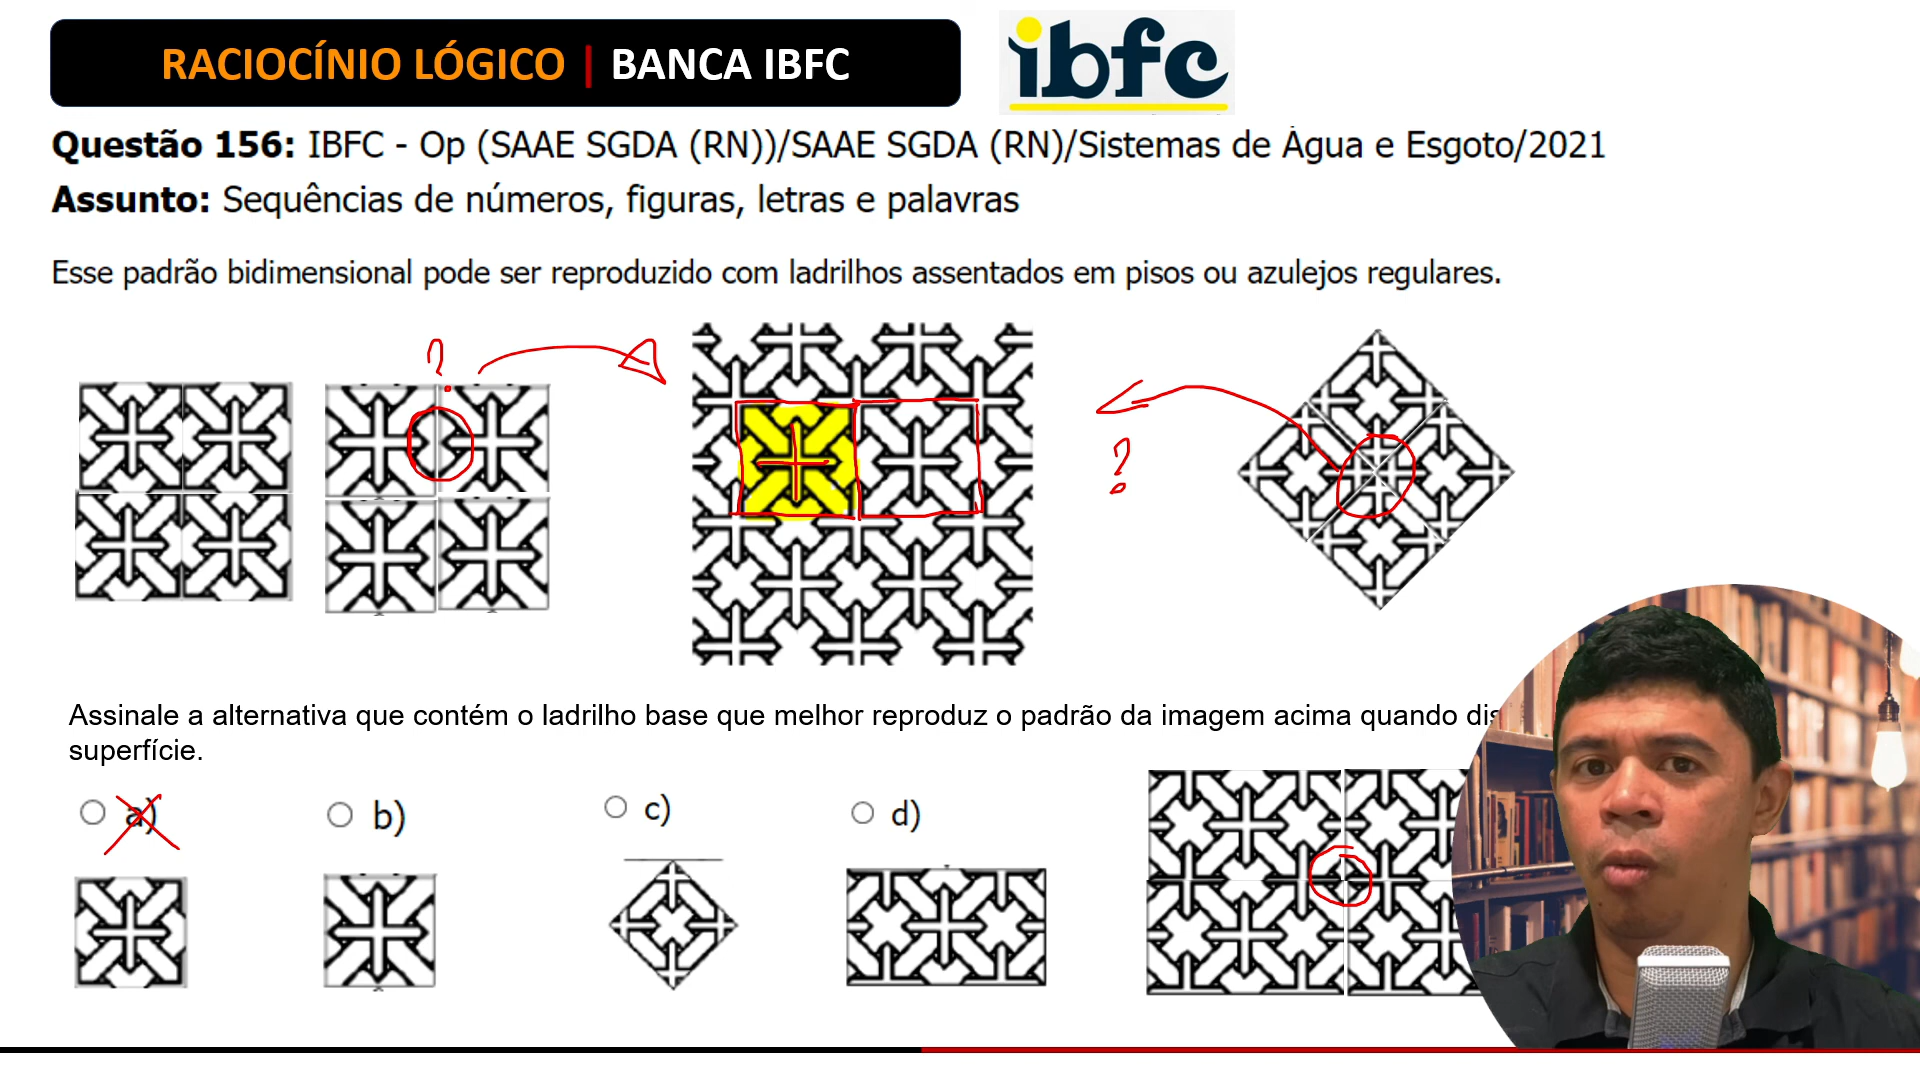 RACIOCÍNIO LÓGICO | BANCA IBFC
ibfc
Questão 156: IBFC - Op (SAAE SGDA (RN))/SAAE SGDA (RN)/Sistemas de Água e Esgoto/2021
Assunto: Sequências de números, figuras, letras e palavras
Esse padrão bidimensional pode ser reproduzido com ladrilhos assentados em pisos ou azulejos regulares.
?
?
Assinale a alternativa que contém o ladrilho base que melhor reproduz o padrão da imagem acima quando
superfície.
a)
b)
c)
d)